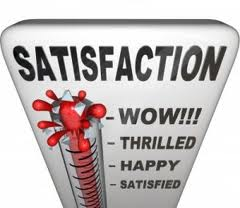 SATISFACTION
- WOW!!!
- THRILLED
- HAPPY
- SATISFIED